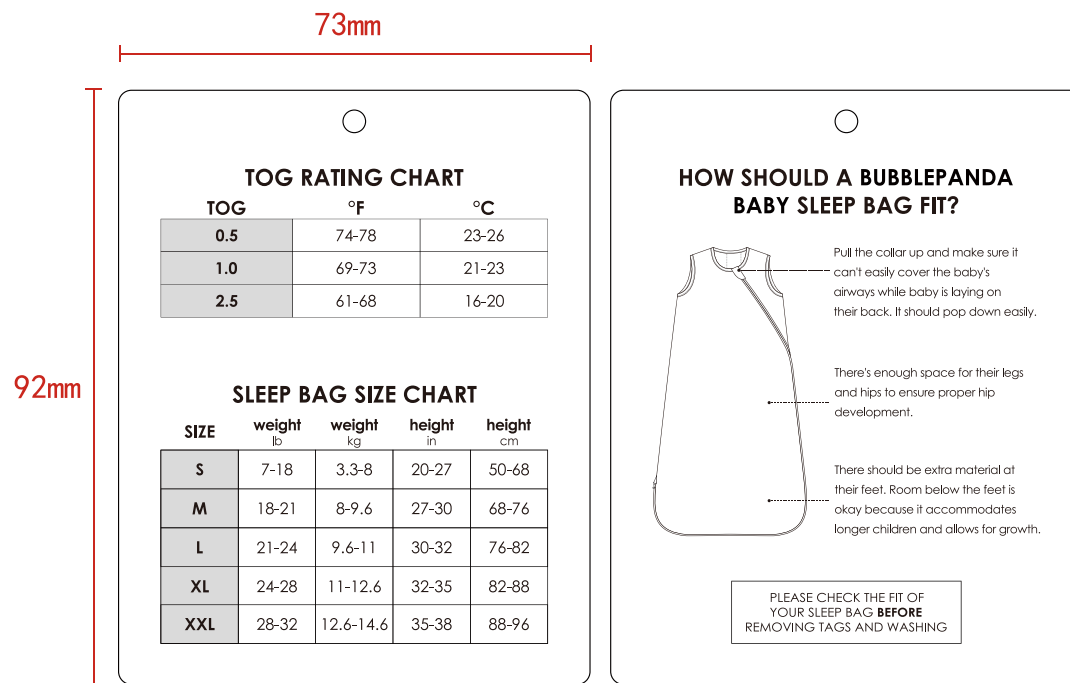 73mm
92mm
TOG RATING CHART
TOG °F °C
0.5 74-78 23-26
1.0 69-73 21-23
2.5 61-68 16-20
SLEEP BAG SIZE CHART
SIZE weight lb weight kg height in height cm
S 7-18 3.3-8 20-27 50-68
M 18-21 8-9.6 27-30 68-76
L 21-24 9.6-11 30-32 76-82
XL 24-28 11-12.6 32-35 82-88
XXL 28-32 12.6-14.6 35-38 88-96
HOW SHOULD A BUBBLEPANDA
BABY SLEEP BAG FIT?
Pull the collar up and make sure it
can't easily cover the baby's
airways while baby is laying on
their back. It should pop down easily.
There's enough space for their legs
and hips to ensure proper hip
development.
There should be extra material at
their feet. Room below the feet is
okay because it accommodates
longer children and allows for growth.
PLEASE CHECK THE FIT OF
YOUR SLEEP BAG BEFORE
REMOVING TAGS AND WASHING